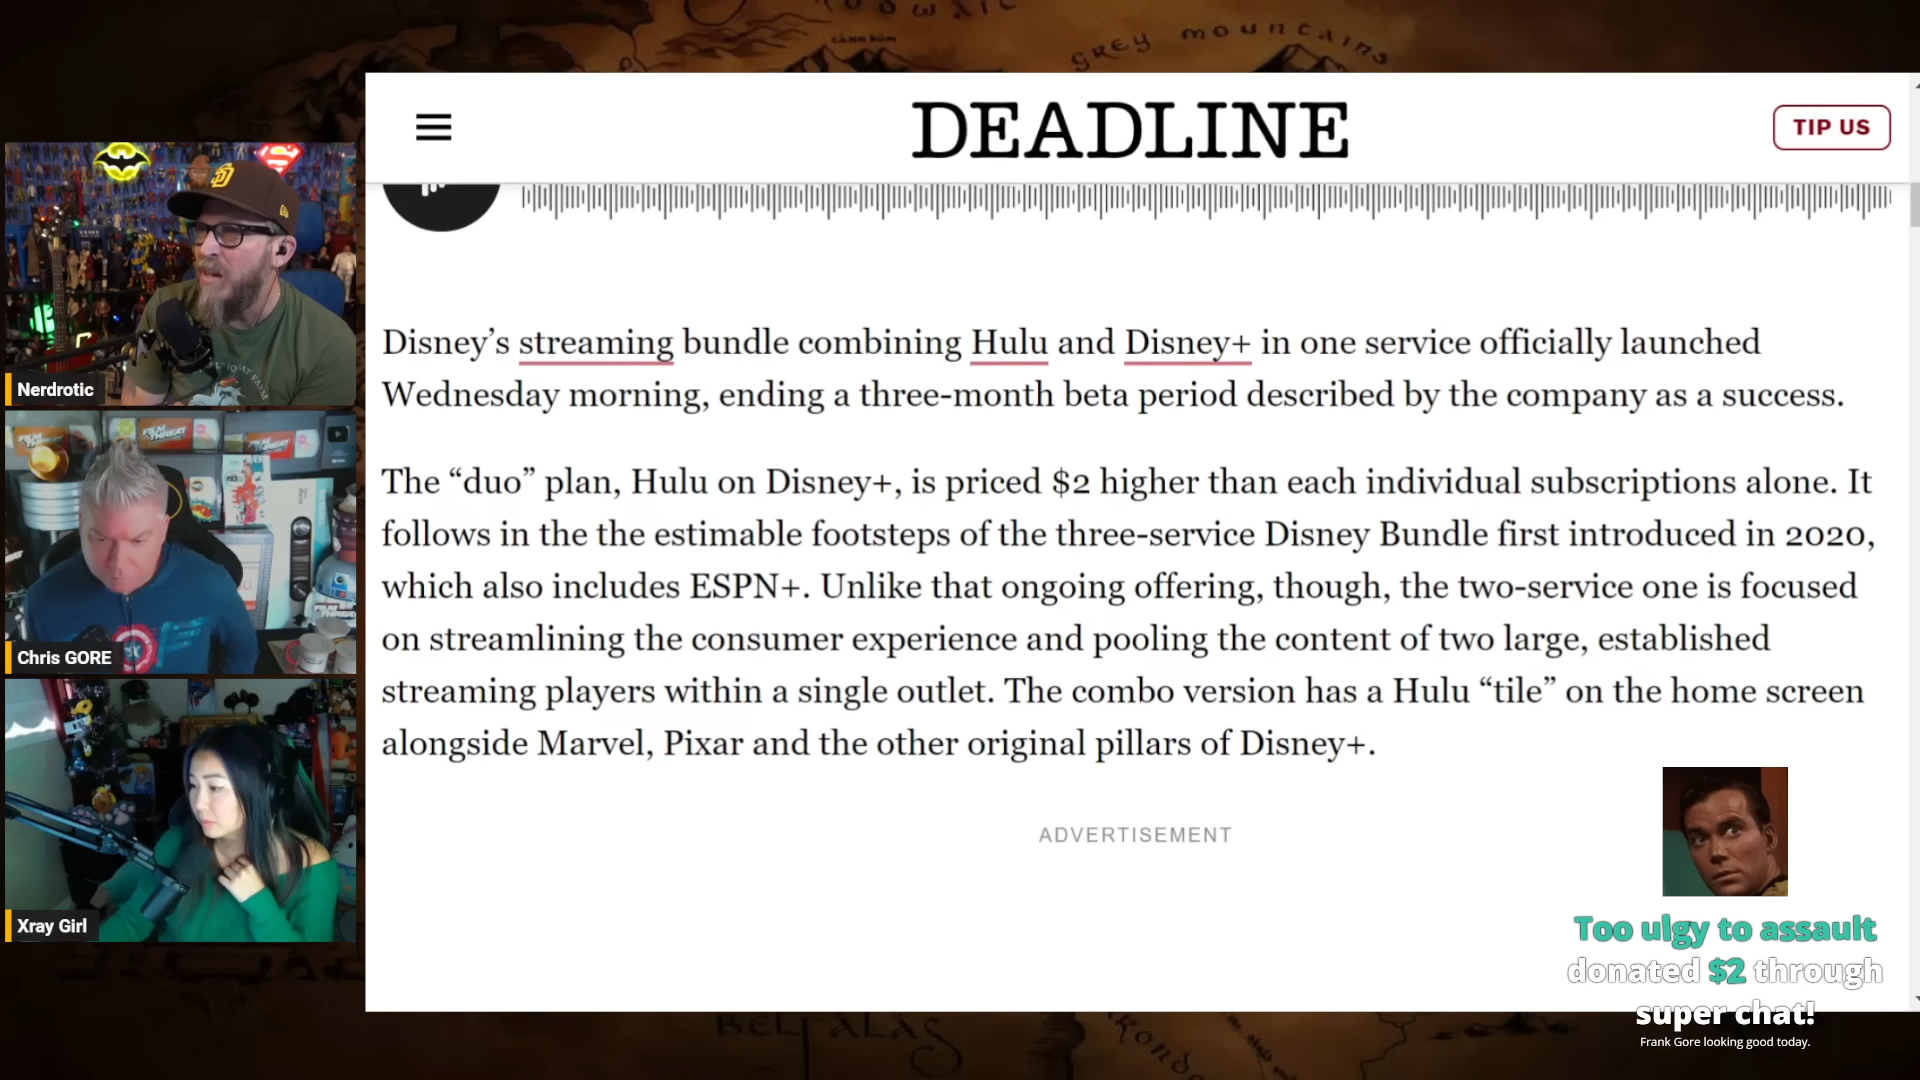 GREY MOUNTAINS
DEADLINE
TIP US
Disney’s streaming bundle combining Hulu and Disney+ in one service officially launched
Wednesday morning, ending a three-month beta period described by the company as a success.
The “duo” plan, Hulu on Disney+, is priced $2 higher than each individual subscriptions alone. It
follows in the the estimable footsteps of the three-service Disney Bundle first introduced in 2020,
which also includes ESPN+. Unlike that ongoing offering, though, the two-service one is focused
on streamlining the consumer experience and pooling the content of two large, established
streaming players within a single outlet. The combo version has a Hulu “tile” on the home screen
alongside Marvel, Pixar and the other original pillars of Disney+.
ADVERTISEMENT
Nerdrotic
FILM THREAT
FILM THREAT
Chris GORE
Xray Girl
Too ulgy to assault
donated $2 through
super chat!
Frank Gore looking good today.
BELFALAS